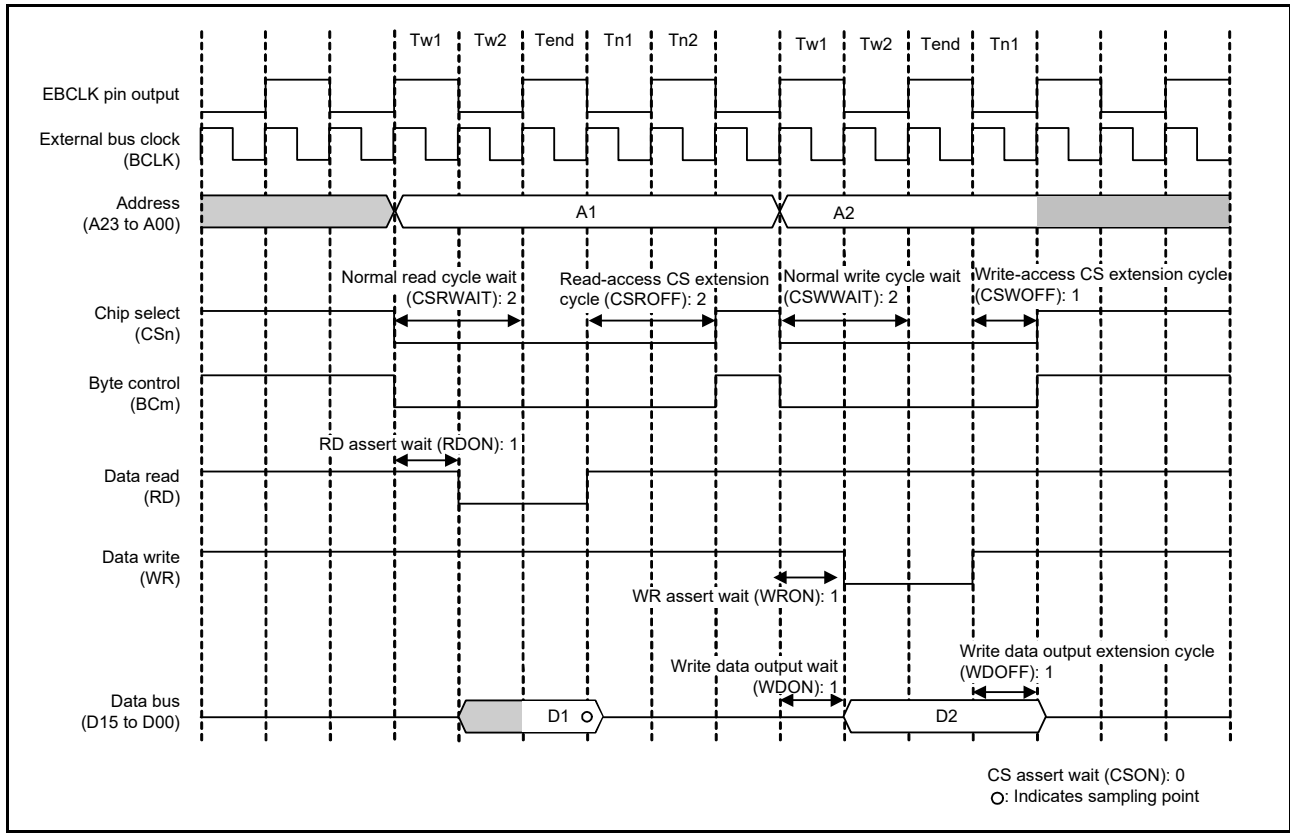 Tw1 Tw2 Tend Tn1 Tn2 Tw1 Tw2 Tend Tn1
EBCLK pin output
External bus clock
(BCLK)
Address
(A23 to A00)
A1 A2
Normal read cycle wait
(CSRWAIT): 2
Read-access CS extension
cycle (CSROFF): 2
Normal write cycle wait
(CSWWAIT): 2
Write-access CS extension cycle
(CSWOFF): 1
Chip select
(CSn)
Byte control
(BCm)
RD assert wait (RDON): 1
Data read
(RD)
Data write
(WR)
WR assert wait (WRON): 1
Write data output wait
(WDON): 1
Write data output extension cycle
(WDOFF): 1
Data bus
(D15 to D00)
D1 D2
CS assert wait (CSON): 0
O: Indicates sampling point